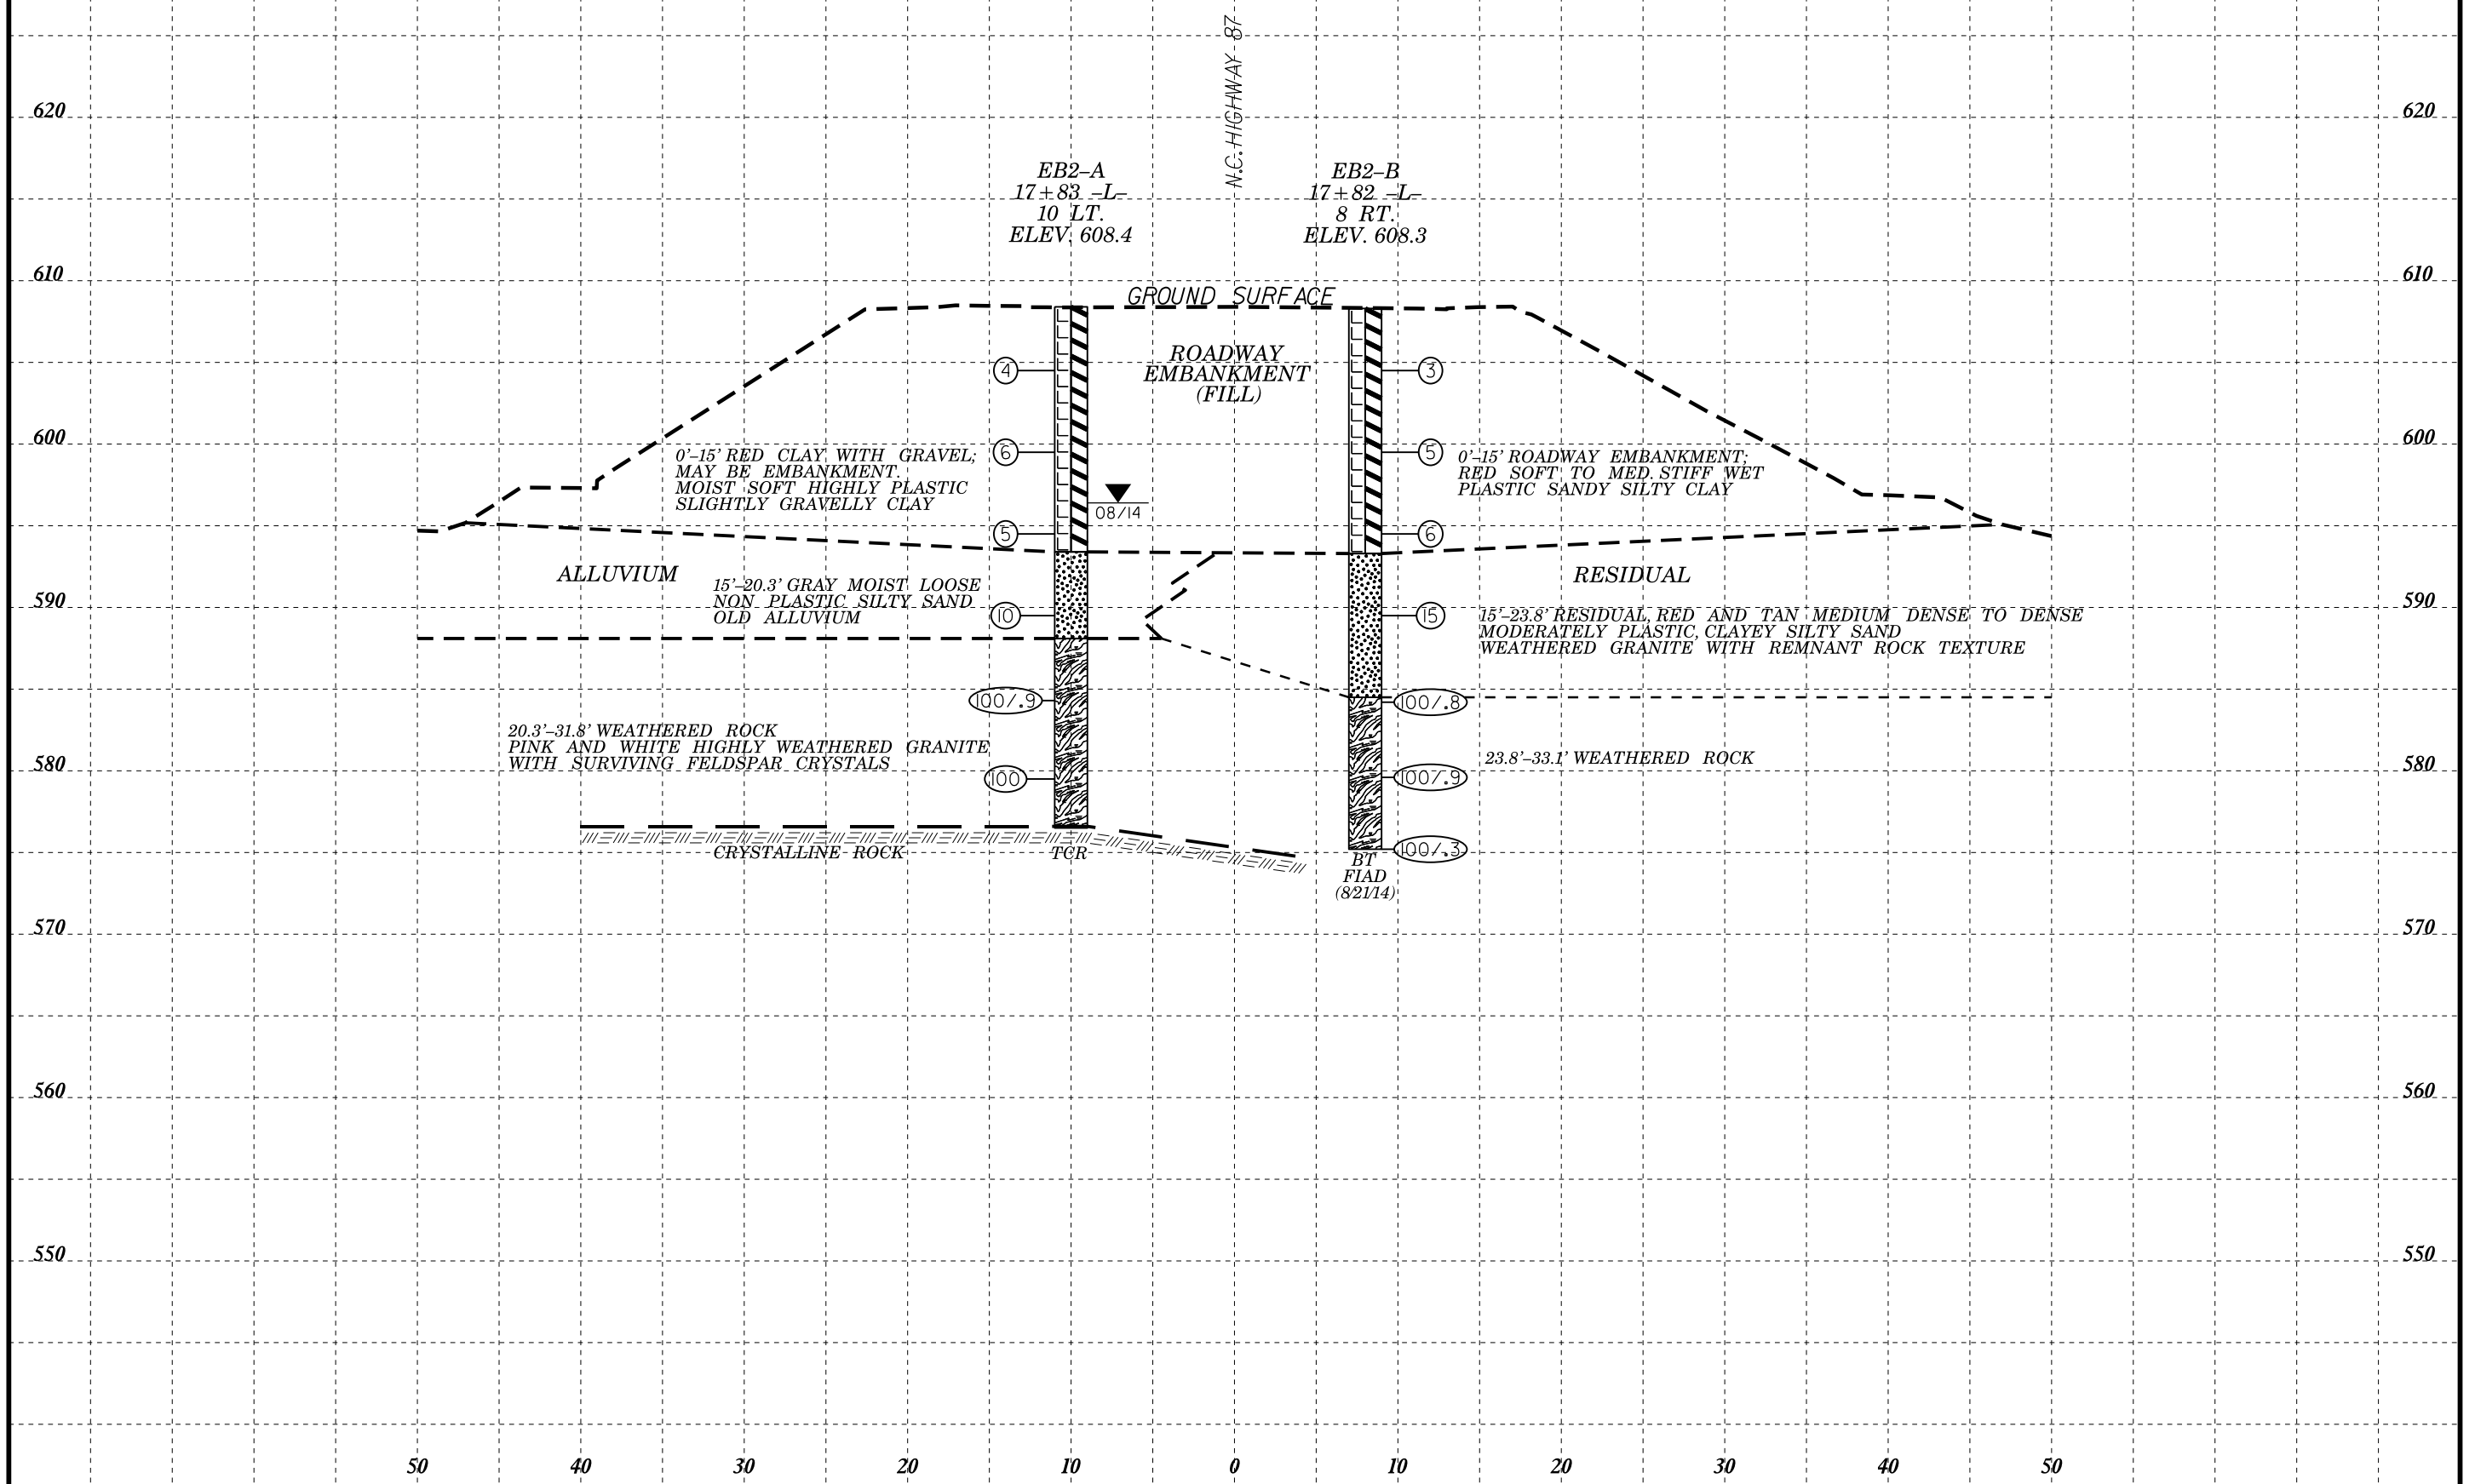 N.C. HIGHWAY 87
620
620
EB2-A
17+83 -L-
10 LT.
ELEV. 608.4
EB2-B
17+82 -L-
8 RT.
ELEV. 608.3
610
610
GROUND SURFACE
ROADWAY
EMBANKMENT
(FILL)
4
3
600
600
0'-15' RED CLAY WITH GRAVEL;
MAY BE EMBANKMENT.
MOIST SOFT HIGHLY PLASTIC
SLIGHTLY GRAVELLY CLAY
6
5
0'-15' ROADWAY EMBANKMENT;
RED SOFT TO MED. STIFF WET
PLASTIC SANDY SILTY CLAY
08/14
5
6
ALLUVIUM
RESIDUAL
15'-20.3' GRAY MOIST LOOSE
NON PLASTIC SILTY SAND
OLD ALLUVIUM
590
590
10
15
15'-23.8' RESIDUAL, RED AND TAN MEDIUM DENSE TO DENSE
MODERATELY PLASTIC, CLAYEY SILTY SAND
WEATHERED GRANITE WITH REMNANT ROCK TEXTURE
100/.9
100/.8
20.3'-31.8' WEATHERED ROCK
PINK AND WHITE HIGHLY WEATHERED GRANITE
WITH SURVIVING FELDSPAR CRYSTALS
23.8'-33.1' WEATHERED ROCK
580
580
100
100/.9
CRYSTALLINE ROCK
TCR
100/.3
BT
FIAD
(8/21/14)
570
570
560
560
550
550
50 40 30 20 10 0 10 20 30 40 50